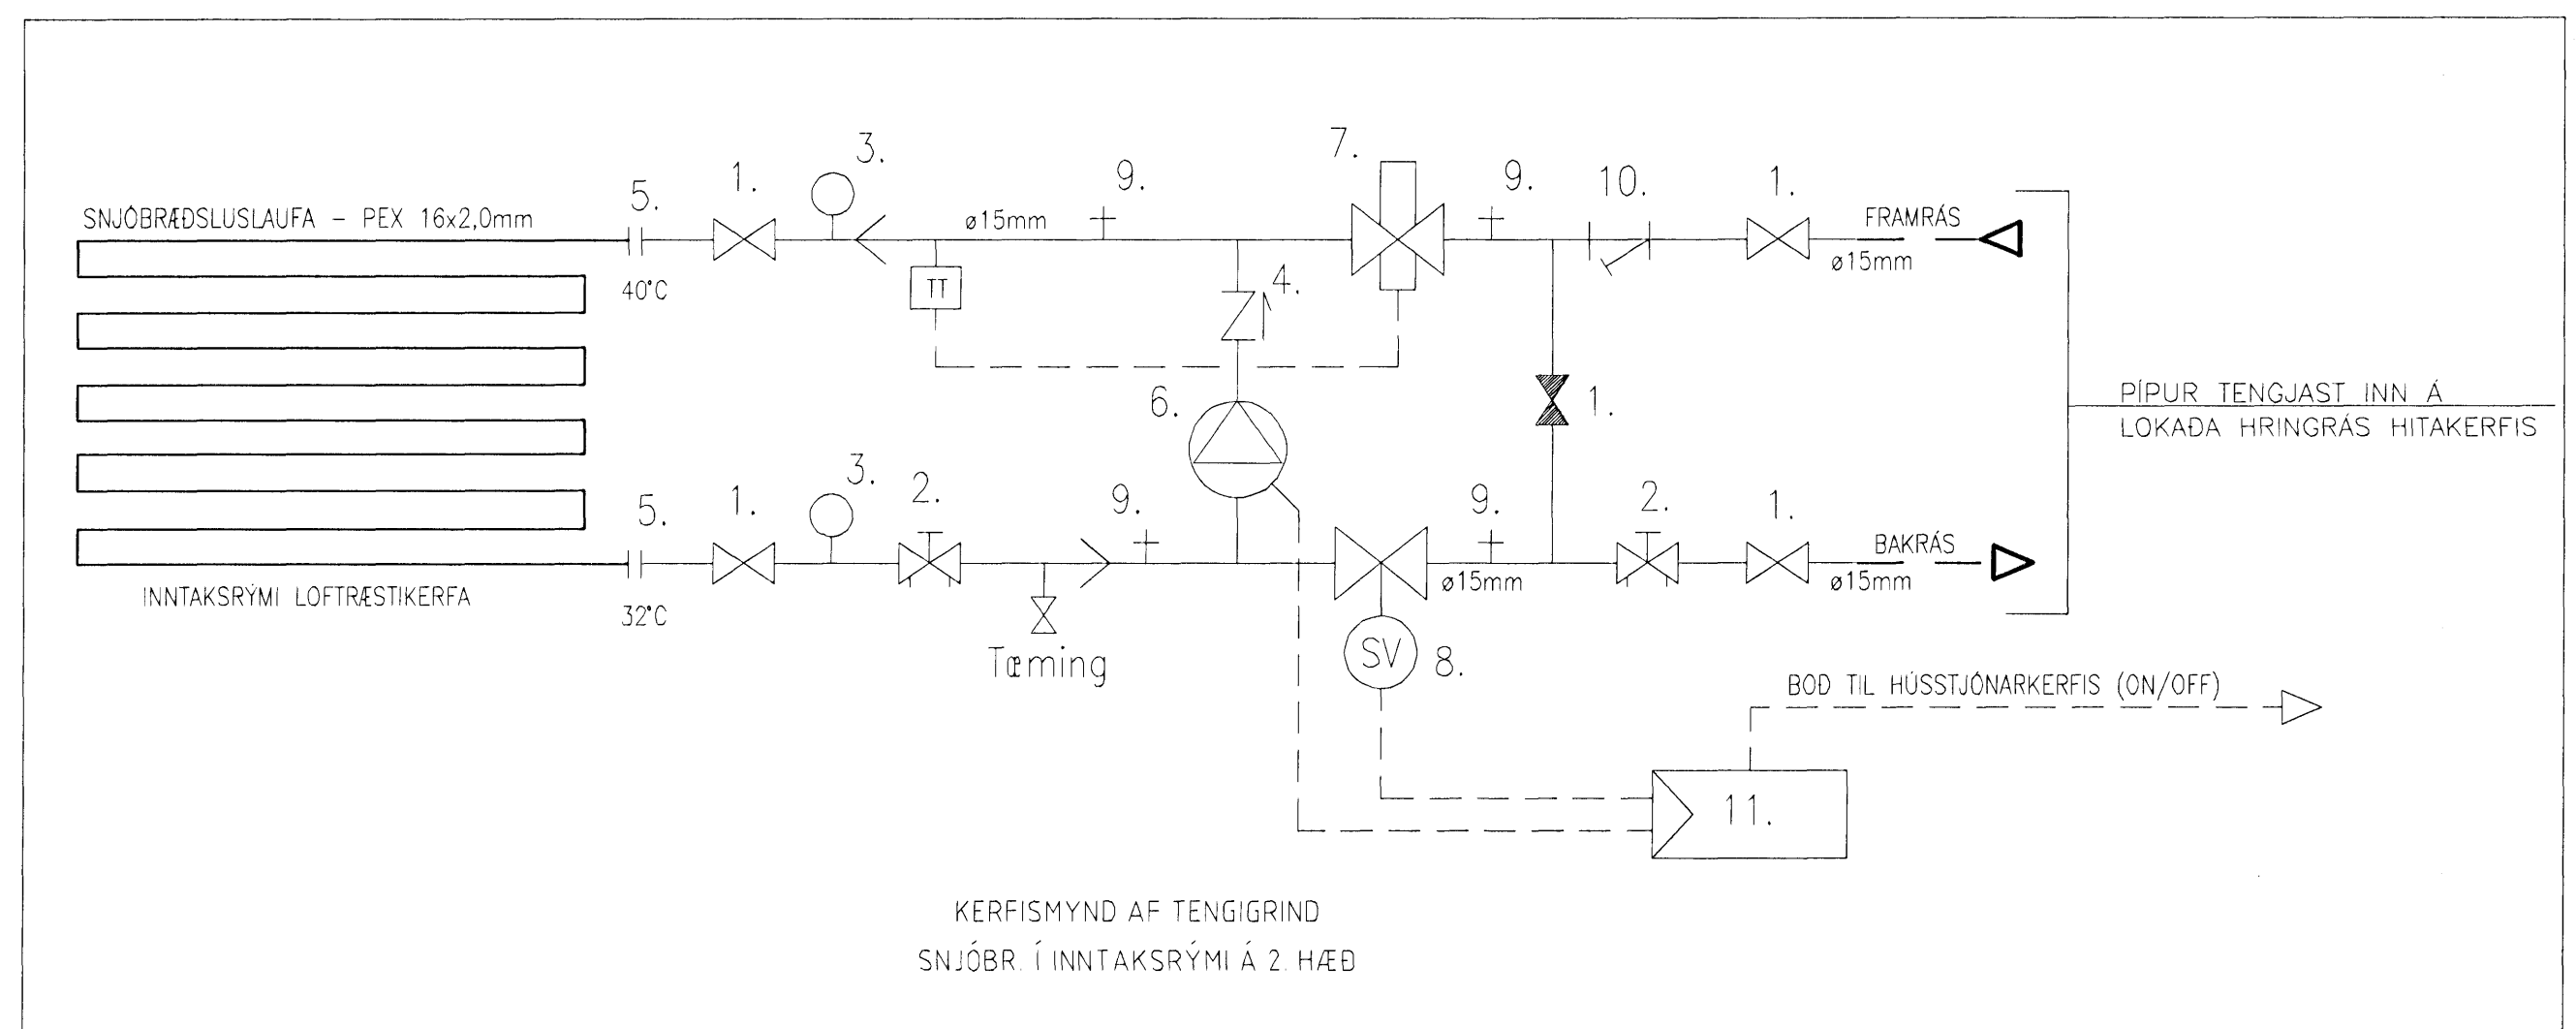 3.
7.
5.
1.
9.
9.
10.
1.
SNJÓBRÆÐSLUSLAUFA - PEX 16x2,0mm
ø15mm
FRAMRÁS
ø15mm
40°C
TT
4.
6.
1.
PÍPUR TENGJAST INN Á
LOKAÐA HRINGRÁS HITAKERFIS
5.
1.
3.
2.
9.
9.
2.
1.
BAKRÁS
ø15mm
ø15mm
INNTAKSRÝMI LOFTRÆSTIKERFA
32°C
Tæming
SV
8.
BOÐ TIL HÚSSTJÓNARKERFIS (ON/OFF)
11.
KERFISMYND AF TENGIGRIND
SNJÓBR. Í INNTAKSRÝMI Á 2. HÆÐ